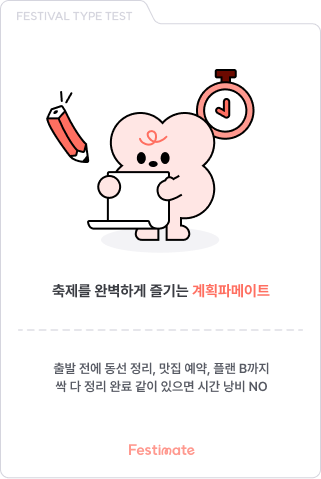 FESTIVAL TYPE TEST
축제를 완벽하게 즐기는 계획파메이트
출발 전에 동선 정리, 맛집 예약, 플랜 B까지
싹 다 정리 완료 같이 있으면 시간 낭비 NO
Festimate